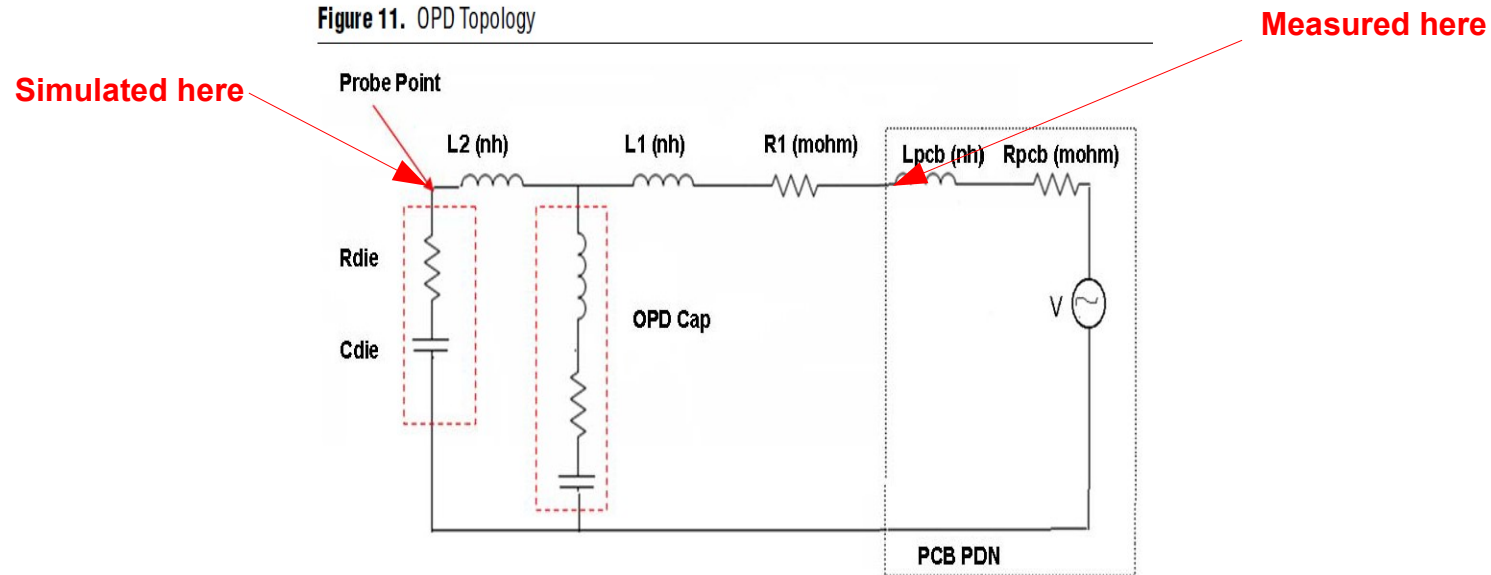 Figure 11. OPD Topology
Measured here
Simulated here
Probe Point
L2 (nh)
L1 (nh)
R1 (mohm)
Lpcb (nh)
Rpcb (mohm)
Rdie
Cdie
OPD Cap
V
PCB PDN